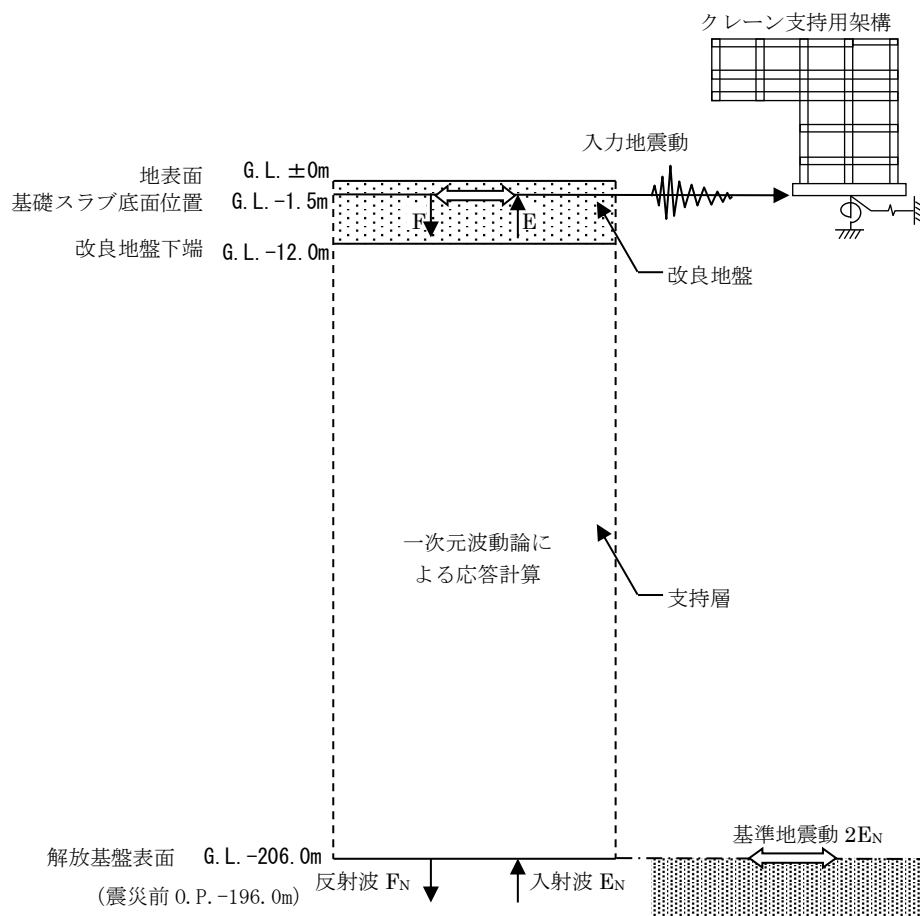 クレーン支持用架構
入力地震動
地表面 G.L.±0m
基礎スラブ底面位置 G.L.-1.5m
F E
改良地盤下端 G.L.-12.0m
改良地盤
一次元波動論に
よる応答計算
支持層
基準地震動 2EN
解放基盤表面 G.L.-206.0m
反射波 FN 入射波 EN
(震災前 O.P.-196.0m)